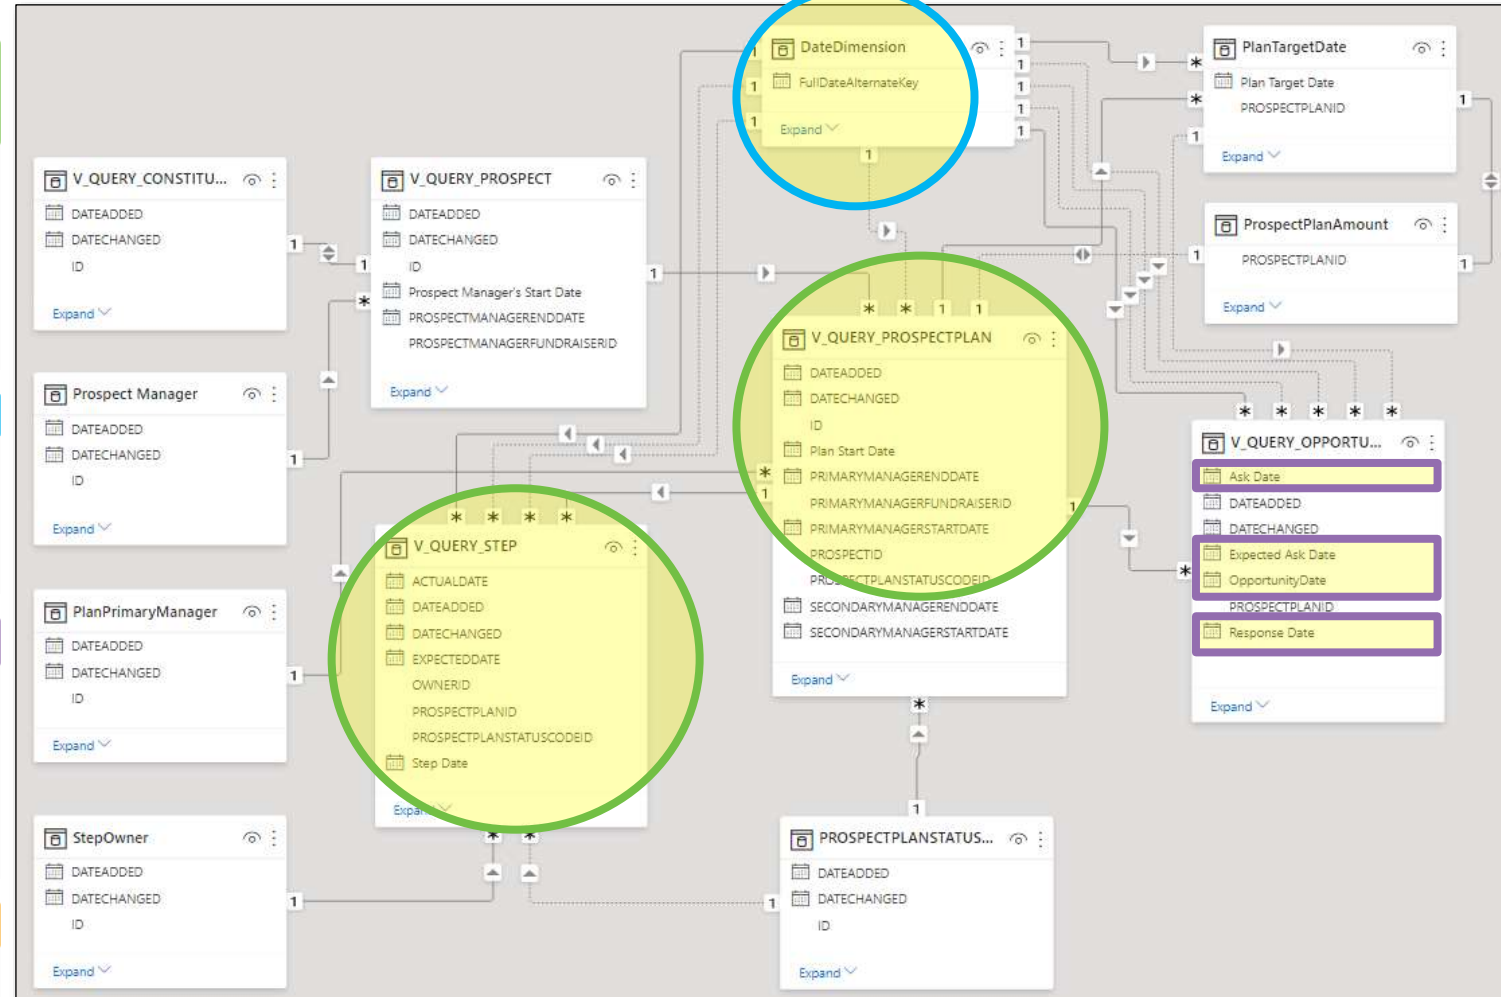 DateDimension
FullDateAlternateKey
Expand
PlanTargetDate
Plan Target Date
PROSPECTPLANID
Expand
V_QUERY_CONSTITU...
DATEADDED
DATECHANGED
ID
Expand
V_QUERY_PROSPECT
DATEADDED
DATECHANGED
ID
Prospect Manager's Start Date
PROSPECTMANAGERENDDATE
PROSPECTMANAGERFUNDRAISERID
Expand
ProspectPlanAmount
PROSPECTPLANID
Expand
V_QUERY_PROSPECTPLAN
DATEADDED
DATECHANGED
ID
Plan Start Date
PRIMARYMANAGERENDDATE
PRIMARYMANAGERFUNDRAISERID
PRIMARYMANAGERSTARTDATE
PROSPECTID
PROSPECTPLANSTATUSCODEID
SECONDARYMANAGERENDDATE
SECONDARYMANAGERSTARTDATE
Expand
Prospect Manager
DATEADDED
DATECHANGED
ID
Expand
V_QUERY_OPPORTU...
Ask Date
DATEADDED
DATECHANGED
Expected Ask Date
OpportunityDate
PROSPECTPLANID
Response Date
Expand
V_QUERY_STEP
ACTUALDATE
DATEADDED
DATECHANGED
EXPECTEDDATE
OWNERID
PROSPECTPLANID
PROSPECTPLANSTATUSCODEID
Step Date
Expand
PlanPrimaryManager
DATEADDED
DATECHANGED
ID
Expand
StepOwner
DATEADDED
DATECHANGED
ID
Expand
PROSPECTPLANSTATUS...
DATEADDED
DATECHANGED
ID
Expand